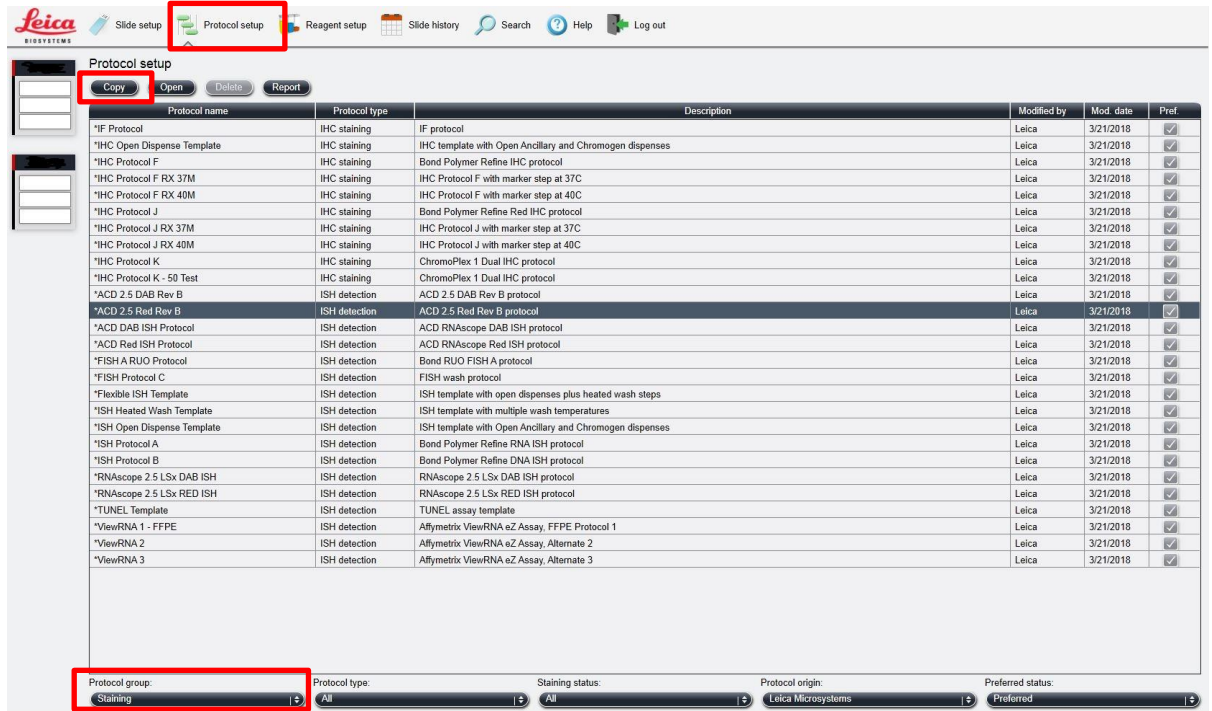 Leica
BIOSYSTEMS
Slide setup Protocol setup Reagent setup Slide history Search Help Log out
Protocol setup
Copy Open Delete Report
Protocol name Protocol type Description Modified by Mod. date Pref.
*IF Protocol IHC staining IF protocol Leica 3/21/2018
*IHC Open Dispense Template IHC staining IHC template with Open Ancillary and Chromogen dispenses Leica 3/21/2018
*IHC Protocol F IHC staining Bond Polymer Refine IHC protocol Leica 3/21/2018
*IHC Protocol F RX 37M IHC staining IHC Protocol F with marker step at 37C Leica 3/21/2018
*IHC Protocol F RX 40M IHC staining IHC Protocol F with marker step at 40C Leica 3/21/2018
*IHC Protocol J IHC staining Bond Polymer Refine Red IHC protocol Leica 3/21/2018
*IHC Protocol J RX 37M IHC staining IHC Protocol J with marker step at 37C Leica 3/21/2018
*IHC Protocol J RX 40M IHC staining IHC Protocol J with marker step at 40C Leica 3/21/2018
*IHC Protocol K IHC staining ChromoPlex 1 Dual IHC protocol Leica 3/21/2018
*IHC Protocol K - 50 Test IHC staining ChromoPlex 1 Dual IHC protocol Leica 3/21/2018
*ACD 2.5 DAB Rev B ISH detection ACD 2.5 DAB Rev B protocol Leica 3/21/2018
*ACD 2.5 Red Rev B ISH detection ACD 2.5 Red Rev B protocol Leica 3/21/2018
*ACD DAB ISH Protocol ISH detection ACD RNAscope DAB ISH protocol Leica 3/21/2018
*ACD Red ISH Protocol ISH detection ACD RNAscope Red ISH protocol Leica 3/21/2018
*FISH A RUO Protocol ISH detection Bond RUO FISH A protocol Leica 3/21/2018
*FISH Protocol C ISH detection FISH wash protocol Leica 3/21/2018
*Flexible ISH Template ISH detection ISH template with open dispenses plus heated wash steps Leica 3/21/2018
*ISH Heated Wash Template ISH detection ISH template with multiple wash temperatures Leica 3/21/2018
*ISH Open Dispense Template ISH detection ISH template with Open Ancillary and Chromogen dispenses Leica 3/21/2018
*ISH Protocol A ISH detection Bond Polymer Refine RNA ISH protocol Leica 3/21/2018
*ISH Protocol B ISH detection Bond Polymer Refine DNA ISH protocol Leica 3/21/2018
*RNAscope 2.5 LSx DAB ISH ISH detection RNAscope 2.5 LSx DAB ISH protocol Leica 3/21/2018
*RNAscope 2.5 LSx RED ISH ISH detection RNAscope 2.5 LSx RED ISH protocol Leica 3/21/2018
*TUNEL Template ISH detection TUNEL assay template Leica 3/21/2018
*ViewRNA 1 - FFPE ISH detection Affymetrix ViewRNA eZ Assay, FFPE Protocol 1 Leica 3/21/2018
*ViewRNA 2 ISH detection Affymetrix ViewRNA eZ Assay, Alternate 2 Leica 3/21/2018
*ViewRNA 3 ISH detection Affymetrix ViewRNA eZ Assay, Alternate 3 Leica 3/21/2018
Protocol group: Protocol type: Staining status: Protocol origin: Preferred status:
Staining All All Leica Microsystems Preferred